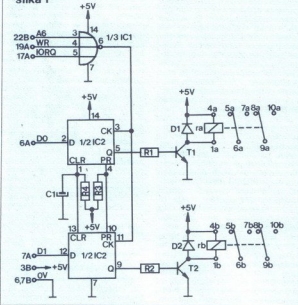 Slika 1
+5V
14
22B A6 3
19A WR 4
17A IORQ 5
6
1/3 IC1
7
+5V
14
6A D0 2 D 1/2 IC2
CK 3
Q 5
CLR PR
1 4
R1
+5V
D1
ra
4a
1a
T1
5a 7a 8a 10a
6a 9a
C1
R4
R3
+5V
13 10
CLR PR
CK 11
7A D1 12 D
1/2 IC2
Q 9
3B +5V
6,7B 0V
7
R2
+5V
D2
rb
4b
1b
T2
5b 7b 8b 10b
6b 9b